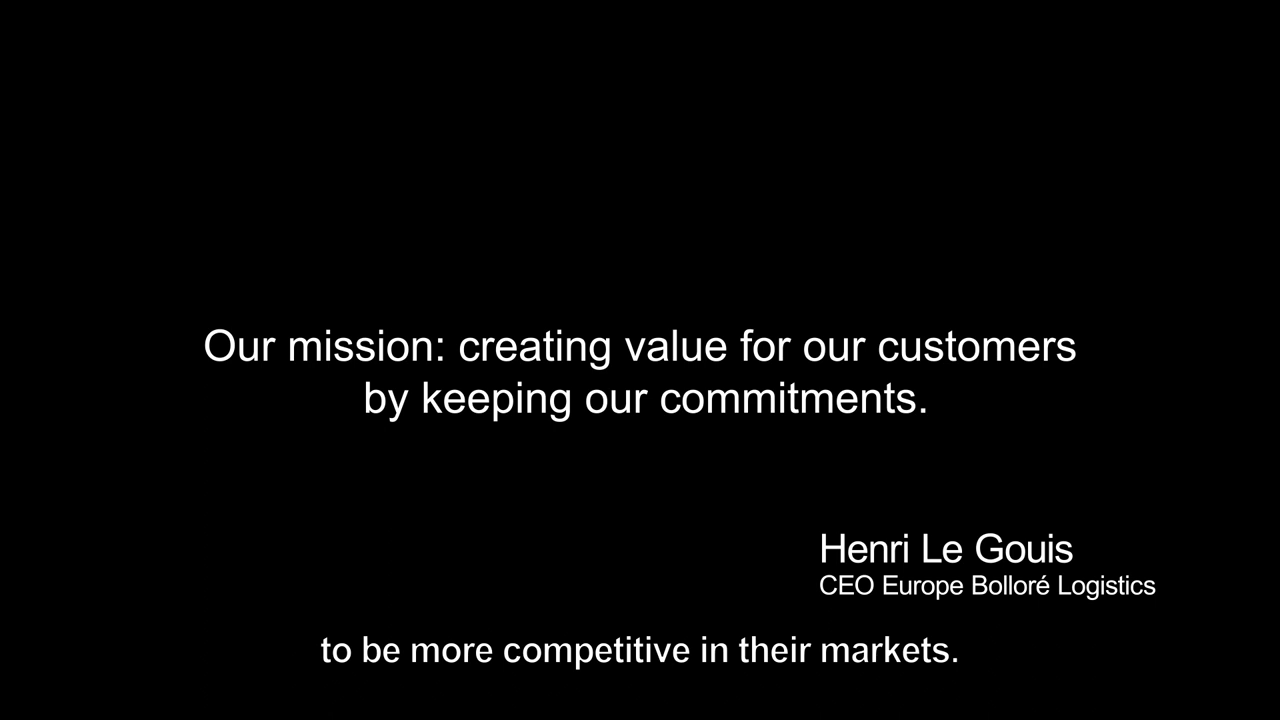 Our mission: creating value for our customers
by keeping our commitments.
Henri Le Gouis
CEO Europe Bolloré Logistics
to be more competitive in their markets.